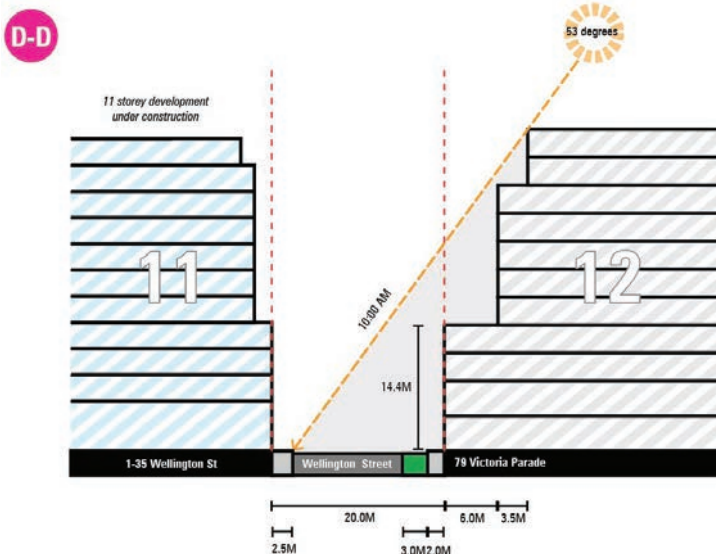 D-D
53 degrees
11 storey development
under construction
11
12
10:00 AM
14.4M
1-35 Wellington St
Wellington Street
79 Victoria Parade
20.0M
6.0M
3.5M
2.5M
3.0M
2.0M